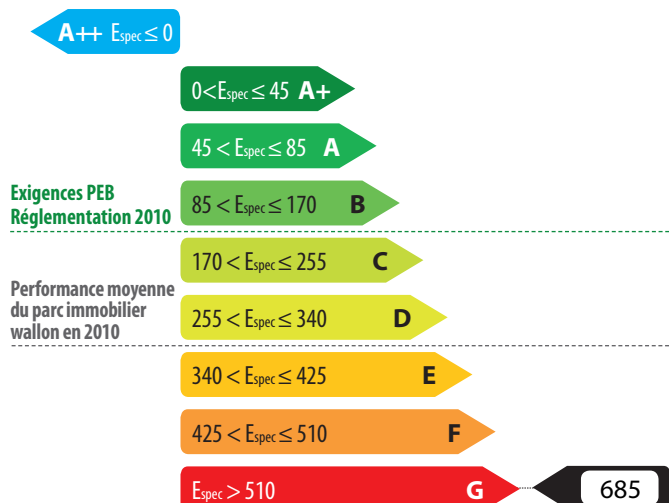 A++ Espec ≤ 0
0<Espec ≤ 45 A+
45 < Espec ≤ 85 A
Exigences PEB
Réglementation 2010
85 < Espec ≤ 170 B
170 < Espec ≤ 255 C
Performance moyenne
du parc immobilier
wallon en 2010
255 < Espec ≤ 340 D
340 < Espec ≤ 425 E
425 < Espec ≤ 510 F
Espec > 510 G 685